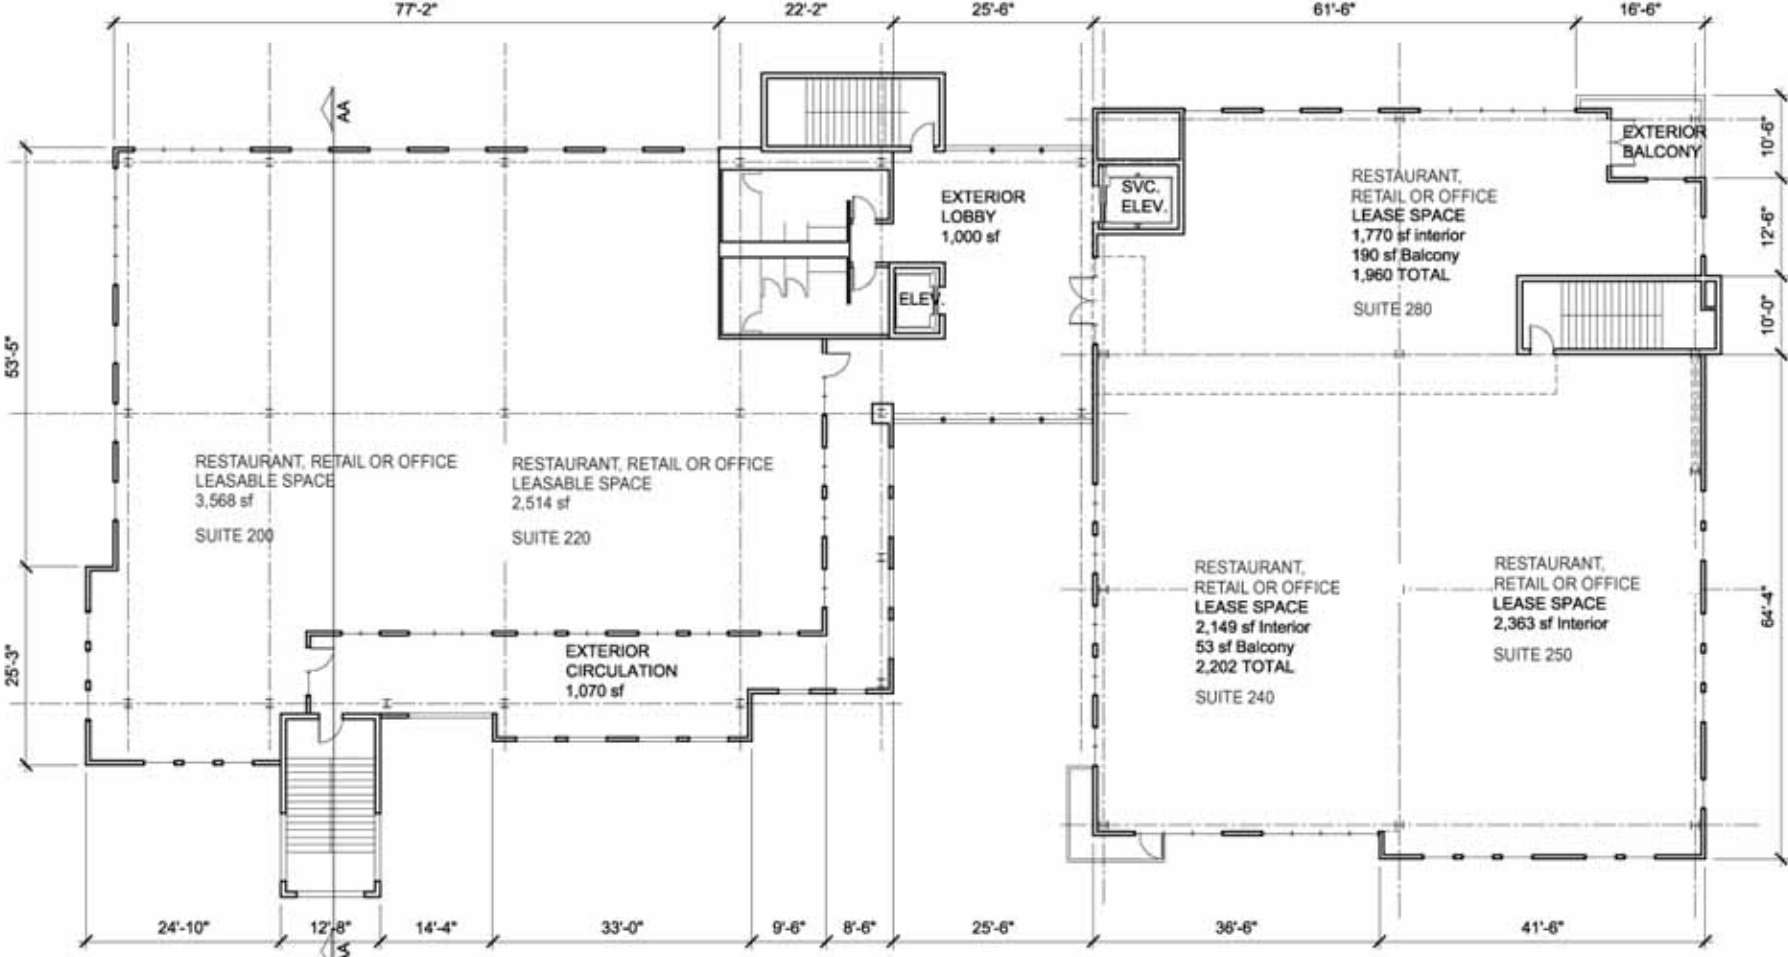 77'-2"
22'-2"
25'-6"
61'-6"
16'-6"
AA
EXTERIOR
BALCONY
10'-6"
SVC.
ELEV.
EXTERIOR
LOBBY
1,000 sf
RESTAURANT,
RETAIL OR OFFICE
LEASE SPACE
1,770 sf interior
190 sf Balcony
1,960 TOTAL
SUITE 280
12'-6"
ELEV.
10'-0"
53'-5"
RESTAURANT, RETAIL OR OFFICE
LEASABLE SPACE
3,568 sf
SUITE 200
RESTAURANT, RETAIL OR OFFICE
LEASABLE SPACE
2,514 sf
SUITE 220
RESTAURANT,
RETAIL OR OFFICE
LEASE SPACE
2,149 sf Interior
53 sf Balcony
2,202 TOTAL
SUITE 240
RESTAURANT,
RETAIL OR OFFICE
LEASE SPACE
2,363 sf Interior
SUITE 250
64'-4"
25'-3"
EXTERIOR
CIRCULATION
1,070 sf
24'-10"
12'-8"
14'-4"
33'-0"
9'-6"
8'-6"
25'-6"
36'-6"
41'-6"
AA